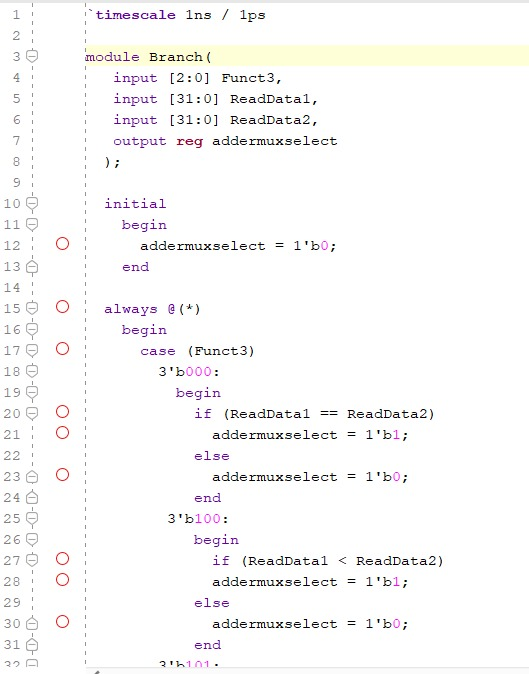 1 `timescale 1ns / 1ps
2
3 module Branch(
4 input [2:0] Funct3,
5 input [31:0] ReadData1,
6 input [31:0] ReadData2,
7 output reg addermuxselect
8 );
9
10 initial
11 begin
12 addermuxselect = 1'b0;
13 end
14
15 always @(*)
16 begin
17 case (Funct3)
18 3'b000:
19 begin
20 if (ReadData1 == ReadData2)
21 addermuxselect = 1'b1;
22 else
23 addermuxselect = 1'b0;
24 end
25 3'b100:
26 begin
27 if (ReadData1 < ReadData2)
28 addermuxselect = 1'b1;
29 else
30 addermuxselect = 1'b0;
31 end
32 3'b101: